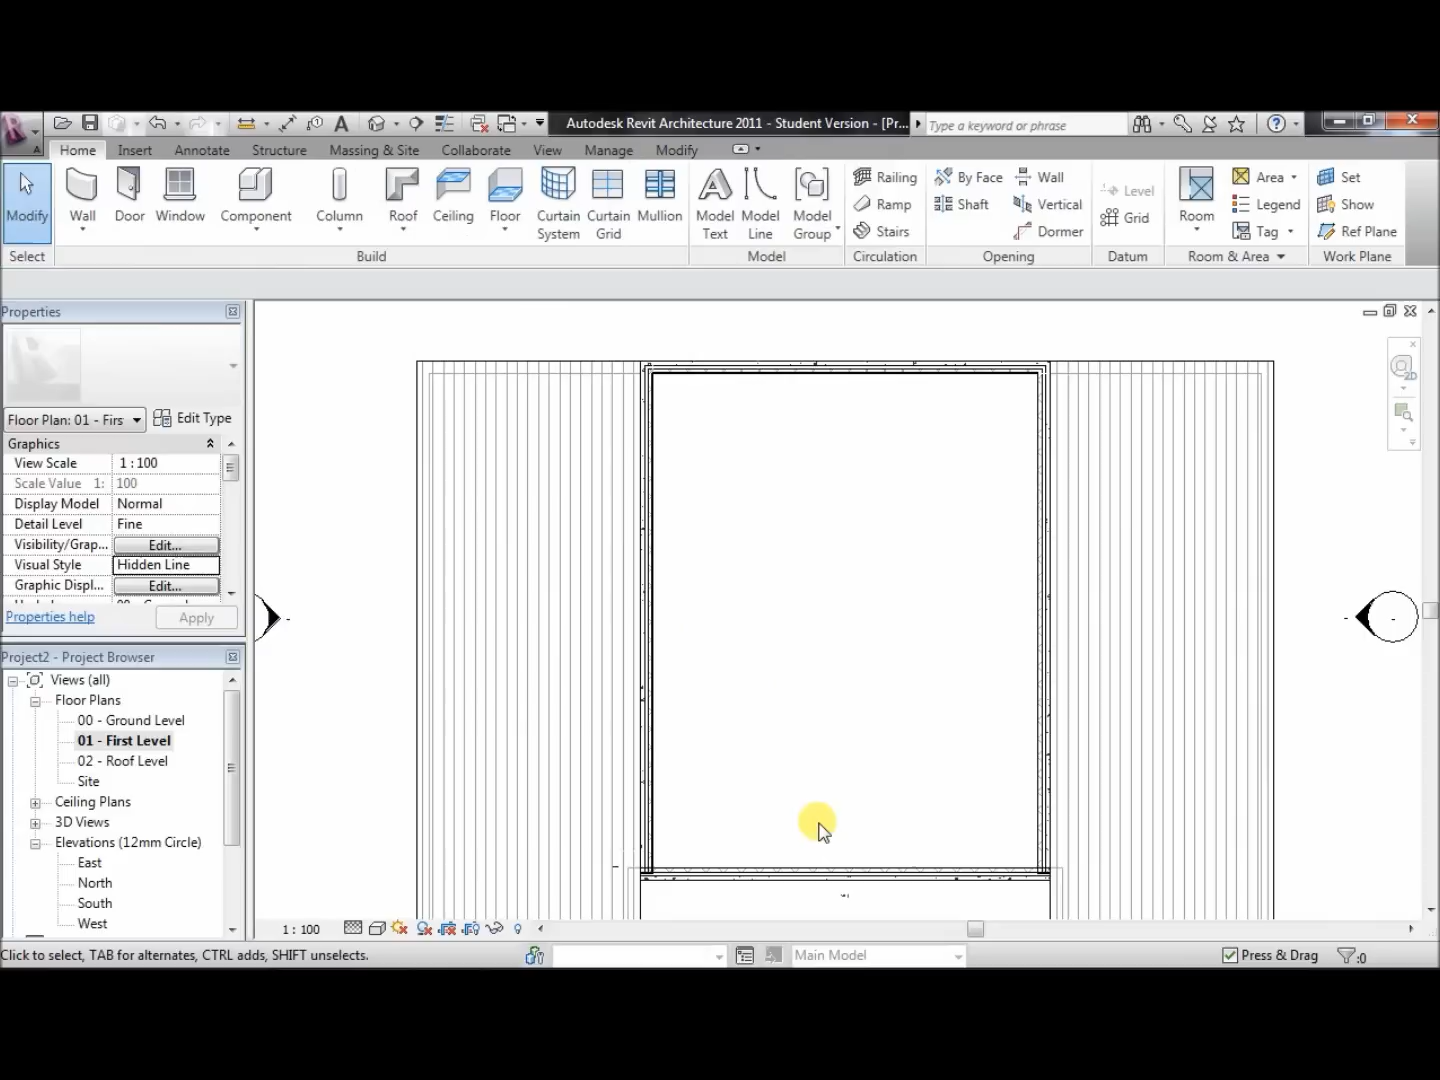 Autodesk Revit Architecture 2011 - Student Version - [Pr...
Type a keyword or phrase
Home Insert Annotate Structure Massing & Site Collaborate View Manage Modify
Modify
Wall
Door
Window
Component
Column
Roof
Ceiling
Floor
Curtain System
Curtain Grid
Mullion
Model Text
Model Line
Model Group
Railing
Ramp
Stairs
By Face
Shaft
Wall
Vertical
Dormer
Level
Grid
Room
Area
Legend
Tag
Set
Show
Ref Plane
Select
Build
Model
Circulation
Opening
Datum
Room & Area
Work Plane
Properties
Floor Plan: 01 - Firs
Edit Type
Graphics
View Scale 1 : 100
Scale Value 1: 100
Display Model Normal
Detail Level Fine
Visibility/Grap... Edit...
Visual Style Hidden Line
Graphic Displ... Edit...
Properties help
Apply
Project2 - Project Browser
Views (all)
Floor Plans
00 - Ground Level
01 - First Level
02 - Roof Level
Site
Ceiling Plans
3D Views
Elevations (12mm Circle)
East
North
South
West
2D
1 : 100
Click to select, TAB for alternates, CTRL adds, SHIFT unselects.
Main Model
Press & Drag
:0